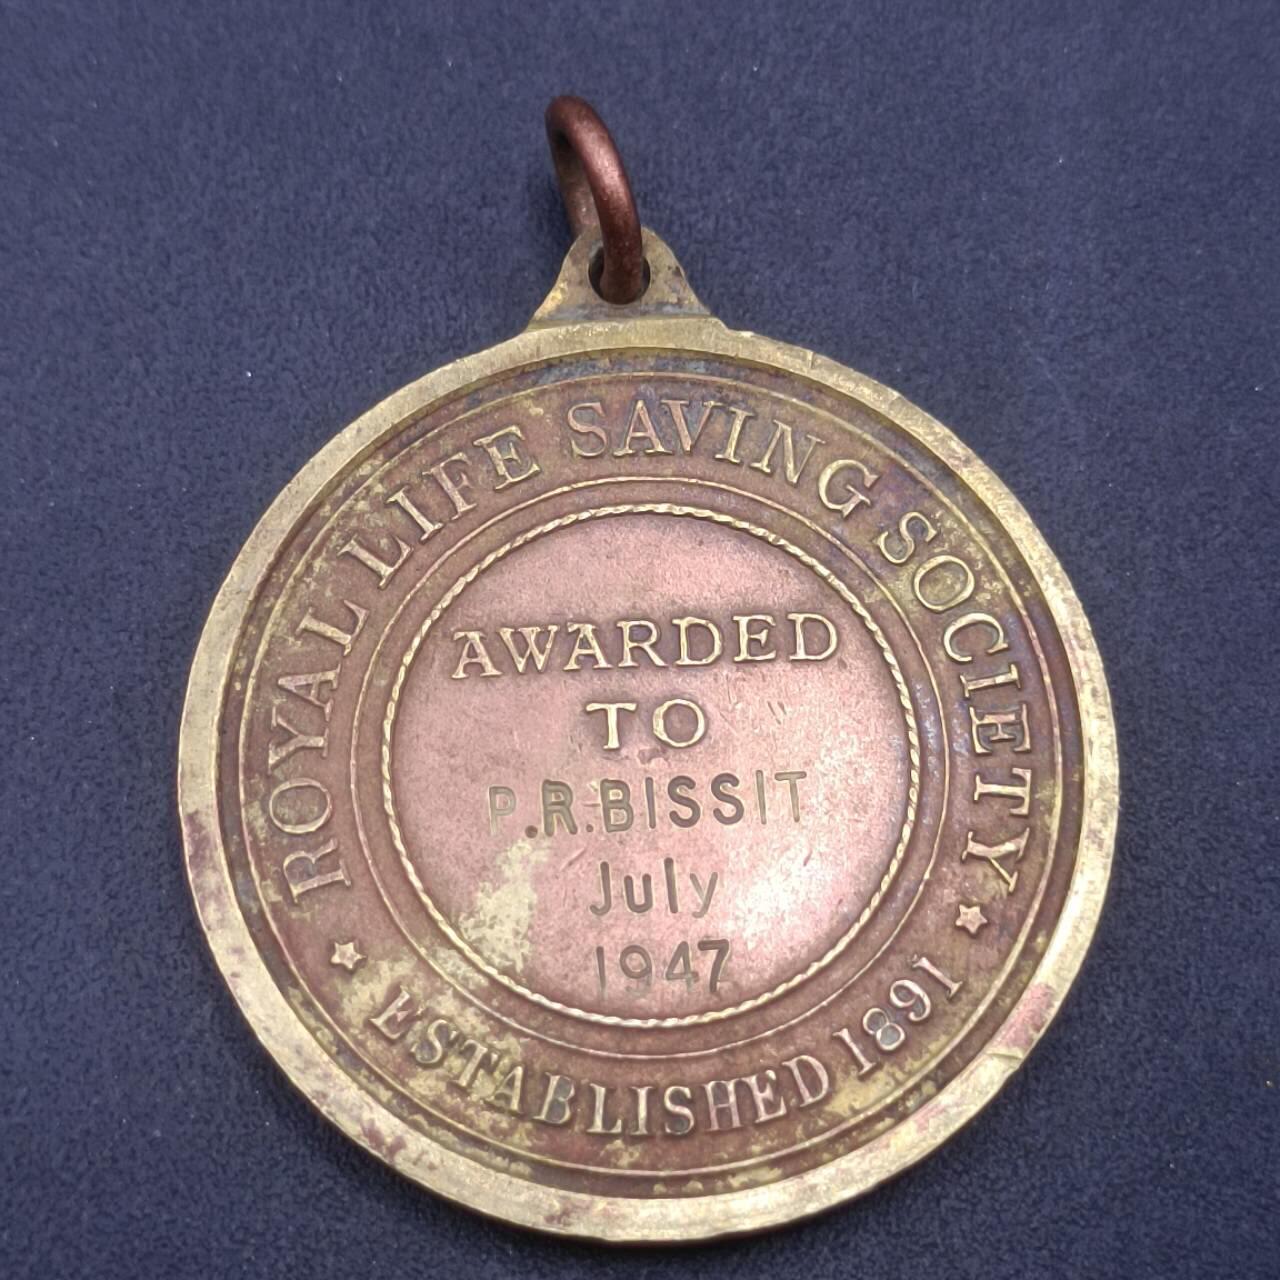 ROYAL LIFE SAVING SOCIETY
AWARDED
TO
P.R.BISSIT
July
1947
ESTABLISHED 1891